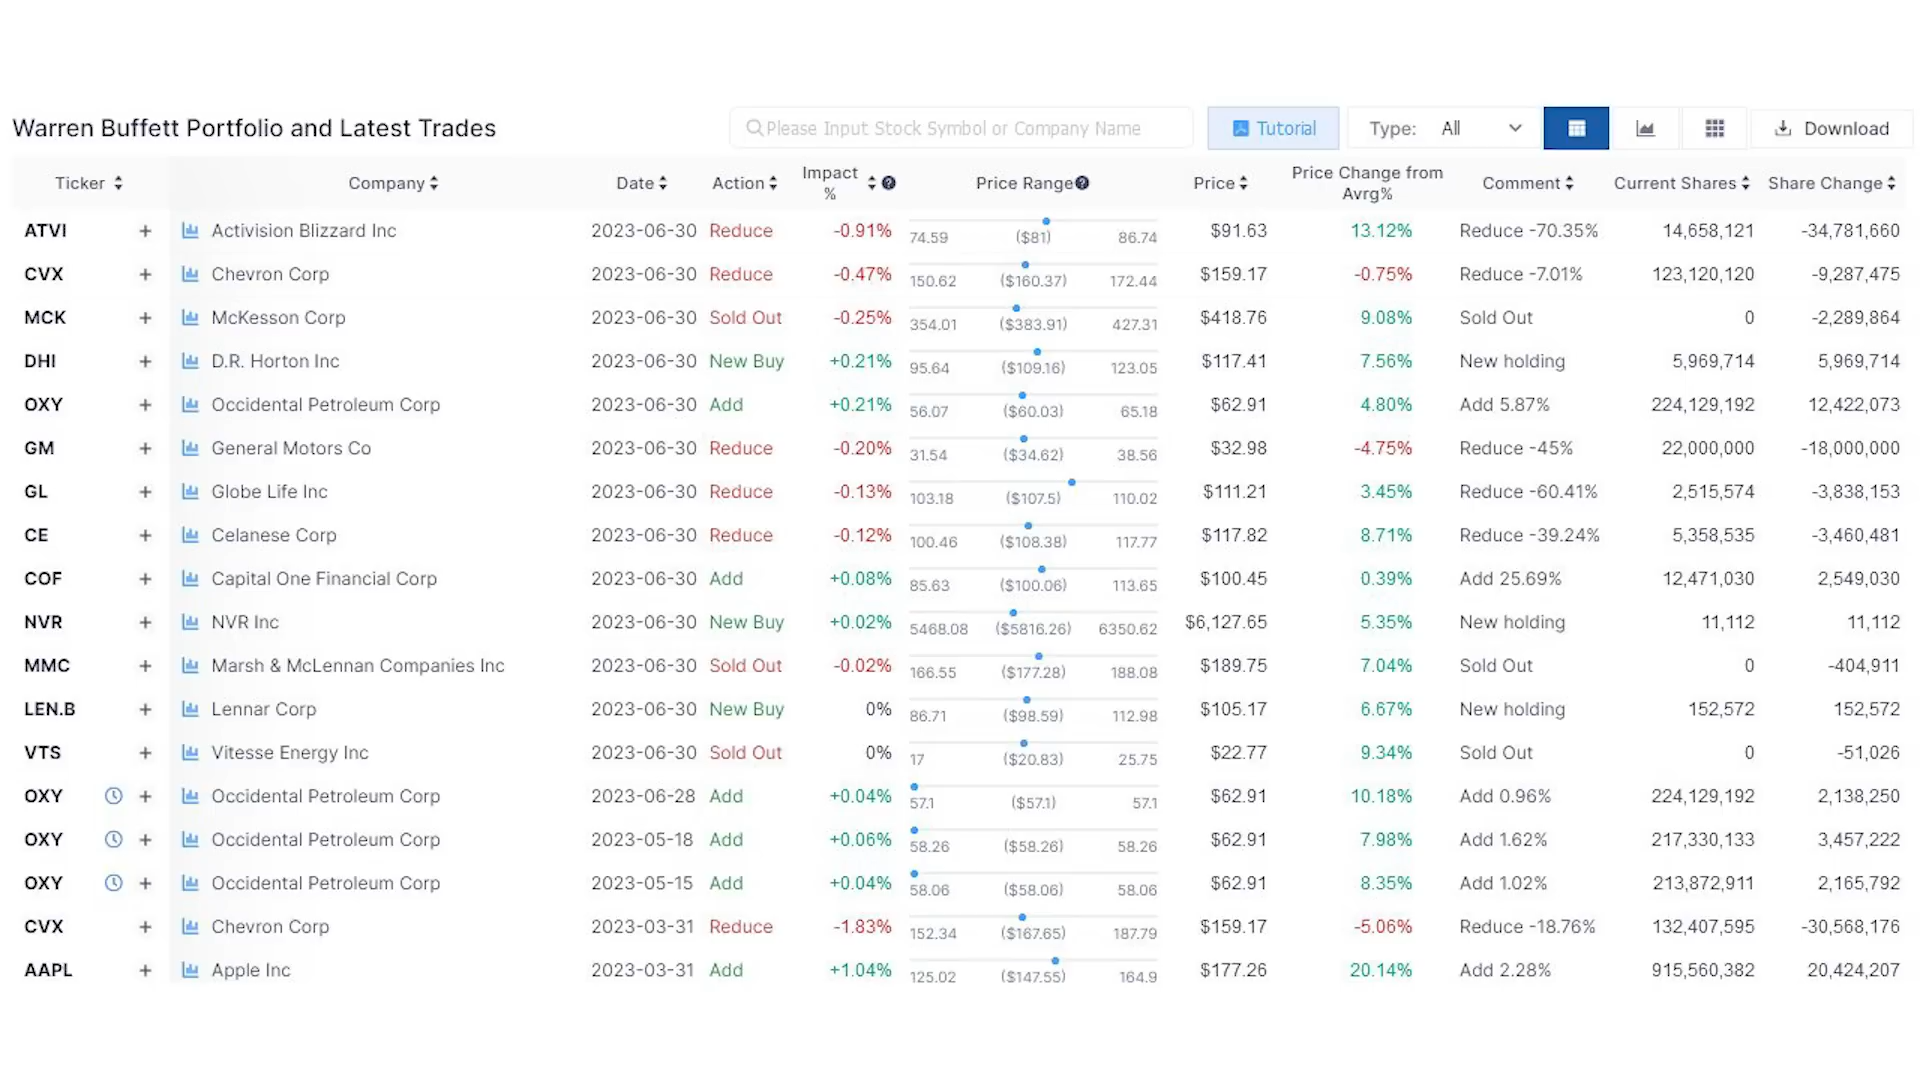 Warren Buffett Portfolio and Latest Trades Please Input Stock Symbol or Company Name Tutorial Type: All Download
Ticker Company Date Action Impact % Price Range Price Price Change from Avrg% Comment Current Shares Share Change
ATVI + Activision Blizzard Inc 2023-06-30 Reduce -0.91% 74.59 ($81) 86.74 $91.63 13.12% Reduce -70.35% 14,658,121 -34,781,660
CVX + Chevron Corp 2023-06-30 Reduce -0.47% 150.62 ($160.37) 172.44 $159.17 -0.75% Reduce -7.01% 123,120,120 -9,287,475
MCK + McKesson Corp 2023-06-30 Sold Out -0.25% 354.01 ($383.91) 427.31 $418.76 9.08% Sold Out 0 -2,289,864
DHI + D.R. Horton Inc 2023-06-30 New Buy +0.21% 95.64 ($109.16) 123.05 $117.41 7.56% New holding 5,969,714 5,969,714
OXY + Occidental Petroleum Corp 2023-06-30 Add +0.21% 56.07 ($60.03) 65.18 $62.91 4.80% Add 5.87% 224,129,192 12,422,073
GM + General Motors Co 2023-06-30 Reduce -0.20% 31.54 ($34.62) 38.56 $32.98 -4.75% Reduce -45% 22,000,000 -18,000,000
GL + Globe Life Inc 2023-06-30 Reduce -0.13% 103.18 ($107.5) 110.02 $111.21 3.45% Reduce -60.41% 2,515,574 -3,838,153
CE + Celanese Corp 2023-06-30 Reduce -0.12% 100.46 ($108.38) 117.77 $117.82 8.71% Reduce -39.24% 5,358,535 -3,460,481
COF + Capital One Financial Corp 2023-06-30 Add +0.08% 85.63 ($100.06) 113.65 $100.45 0.39% Add 25.69% 12,471,030 2,549,030
NVR + NVR Inc 2023-06-30 New Buy +0.02% 5468.08 ($5816.26) 6350.62 $6,127.65 5.35% New holding 11,112 11,112
MMC + Marsh & McLennan Companies Inc 2023-06-30 Sold Out -0.02% 166.55 ($177.28) 188.08 $189.75 7.04% Sold Out 0 -404,911
LEN.B + Lennar Corp 2023-06-30 New Buy 0% 86.71 ($98.59) 112.98 $105.17 6.67% New holding 152,572 152,572
VTS + Vitesse Energy Inc 2023-06-30 Sold Out 0% 17 ($20.83) 25.75 $22.77 9.34% Sold Out 0 -51,026
OXY + Occidental Petroleum Corp 2023-06-28 Add +0.04% 57.1 ($57.1) 57.1 $62.91 10.18% Add 0.96% 224,129,192 2,138,250
OXY + Occidental Petroleum Corp 2023-05-18 Add +0.06% 58.26 ($58.26) 58.26 $62.91 7.98% Add 1.62% 217,330,133 3,457,222
OXY + Occidental Petroleum Corp 2023-05-15 Add +0.04% 58.06 ($58.06) 58.06 $62.91 8.35% Add 1.02% 213,872,911 2,165,792
CVX + Chevron Corp 2023-03-31 Reduce -1.83% 152.34 ($167.65) 187.79 $159.17 -5.06% Reduce -18.76% 132,407,595 -30,568,176
AAPL + Apple Inc 2023-03-31 Add +1.04% 125.02 ($147.55) 164.9 $177.26 20.14% Add 2.28% 915,560,382 20,424,207